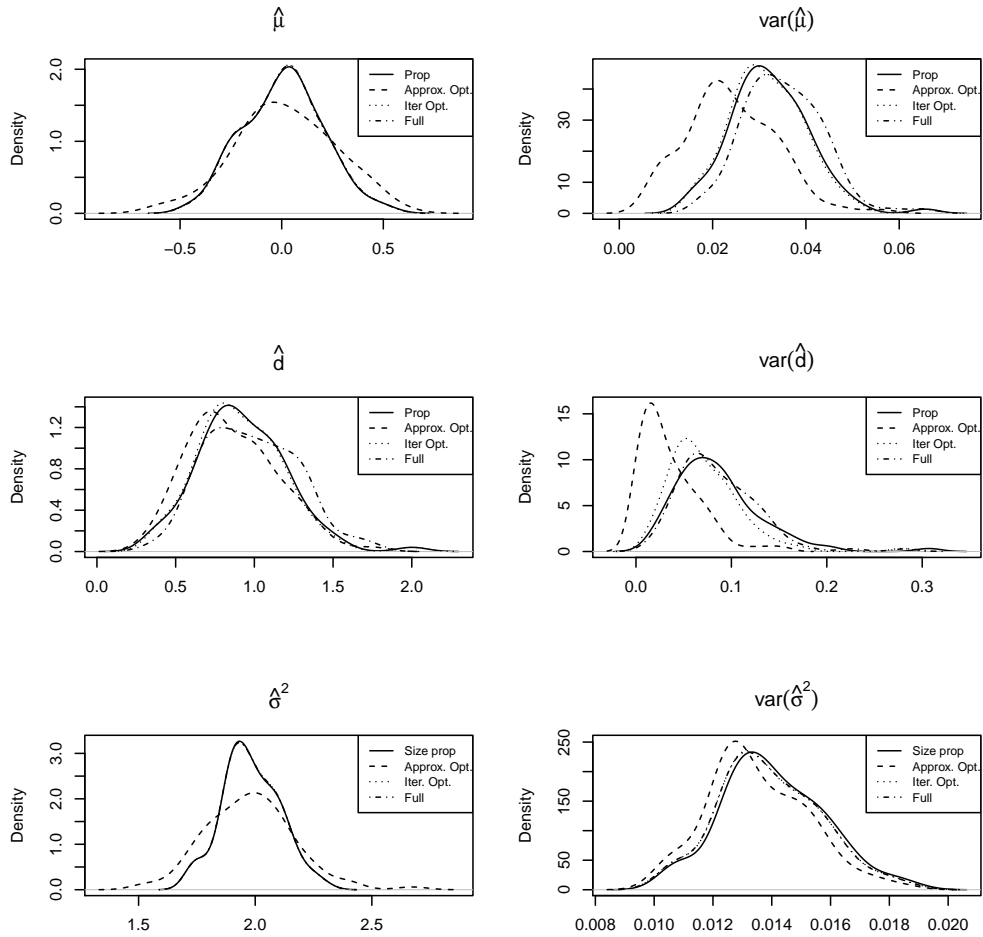 μ̂
var(μ̂)
Density
0.0 1.0 2.0
−0.5 0.0 0.5
Prop
Approx. Opt.
Iter Opt.
Full
Density
0 10 30
0.00 0.02 0.04 0.06
Prop
Approx. Opt.
Iter Opt.
Full
d̂
var(d̂)
Density
0.0 0.4 0.8 1.2
0.0 0.5 1.0 1.5 2.0
Prop
Approx. Opt.
Iter Opt.
Full
Density
0 5 10 15
0.0 0.1 0.2 0.3
Prop
Approx. Opt.
Iter Opt.
Full
σ̂²
var(σ̂²)
Density
0.0 1.0 2.0 3.0
1.5 2.0 2.5
Size prop
Approx. Opt.
Iter. Opt.
Full
Density
0 50 150 250
0.008 0.010 0.012 0.014 0.016 0.018 0.020
Size prop
Approx. Opt.
Iter. Opt.
Full